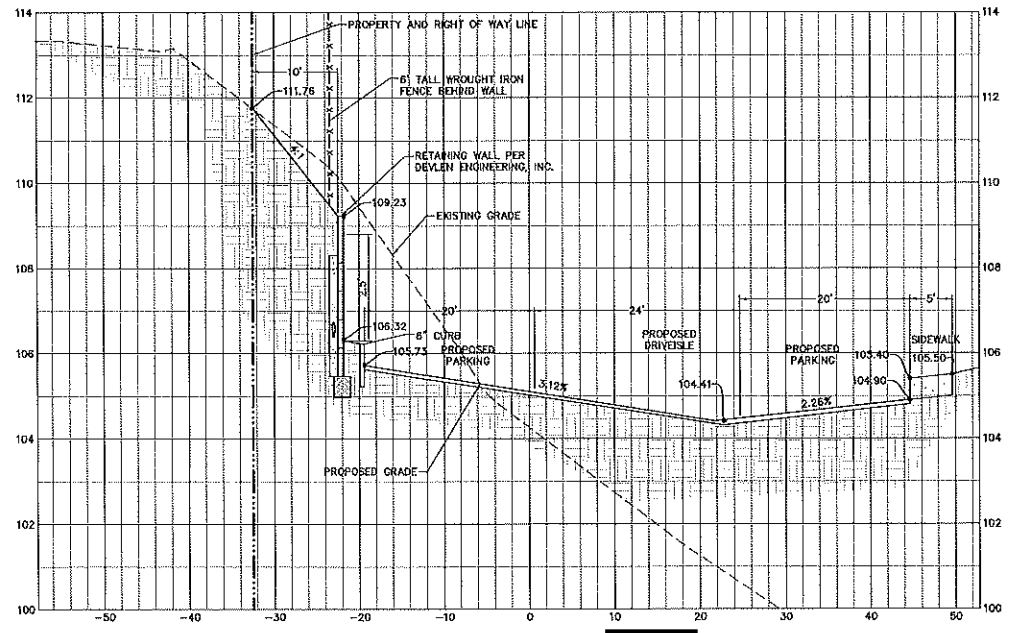 114
114
PROPERTY AND RIGHT OF WAY LINE
10'
111.76
6' TALL WROUGHT IRON
FENCE BEHIND WALL
112
112
RETAINING WALL PER
DEVLEN ENGINEERING, INC.
110
110
109.23
EXISTING GRADE
108
108
2.5'
20'
24'
20'
5'
106.32
6" CURB
PROPOSED
DRIVEISLE
SIDEWALK
106
105.73
PROPOSED
PARKING
PROPOSED
PARKING
105.40
105.50
106
3.12%
104.41
104.90
2.26%
104
104
PROPOSED GRADE
102
102
100
100
-50
-40
-30
-20
-10
0
10
20
30
40
50